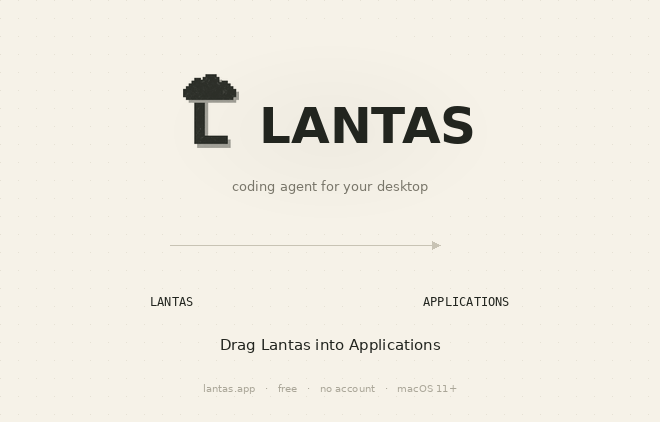 LANTAS
coding agent for your desktop
LANTAS APPLICATIONS
Drag Lantas into Applications
lantas.app · free · no account · macOS 11+